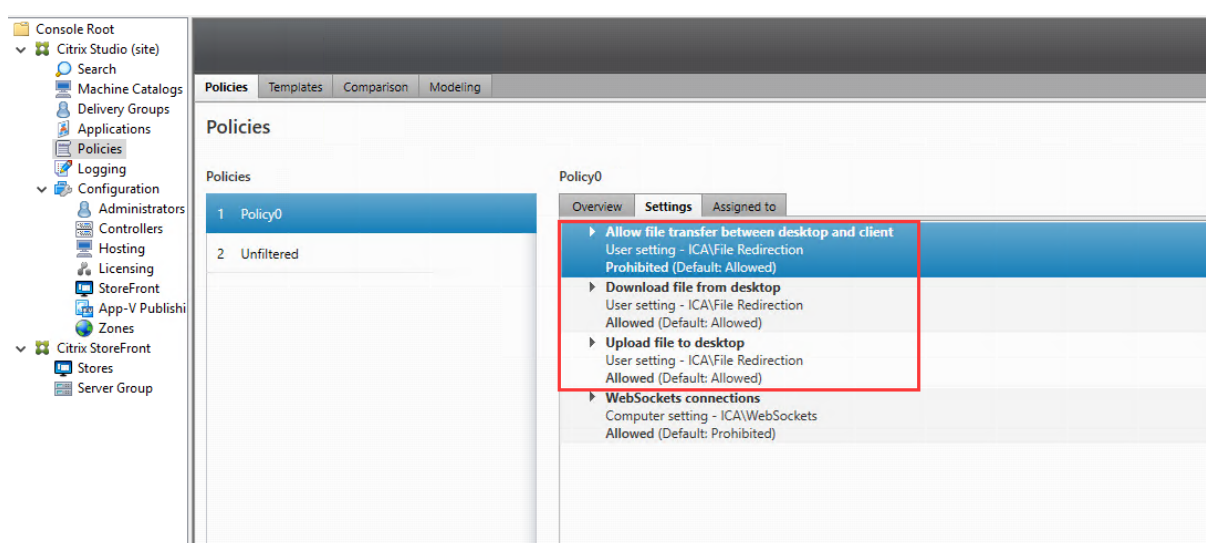 Console Root
Citrix Studio (site)
Search
Machine Catalogs
Delivery Groups
Applications
Policies
Logging
Configuration
Administrators
Controllers
Hosting
Licensing
StoreFront
App-V Publishi
Zones
Citrix StoreFront
Stores
Server Group
Policies Templates Comparison Modeling
Policies
Policies
1 Policy0
2 Unfiltered
Policy0
Overview Settings Assigned to
Allow file transfer between desktop and client
User setting - ICA\File Redirection
Prohibited (Default: Allowed)
Download file from desktop
User setting - ICA\File Redirection
Allowed (Default: Allowed)
Upload file to desktop
User setting - ICA\File Redirection
Allowed (Default: Allowed)
WebSockets connections
Computer setting - ICA\WebSockets
Allowed (Default: Prohibited)